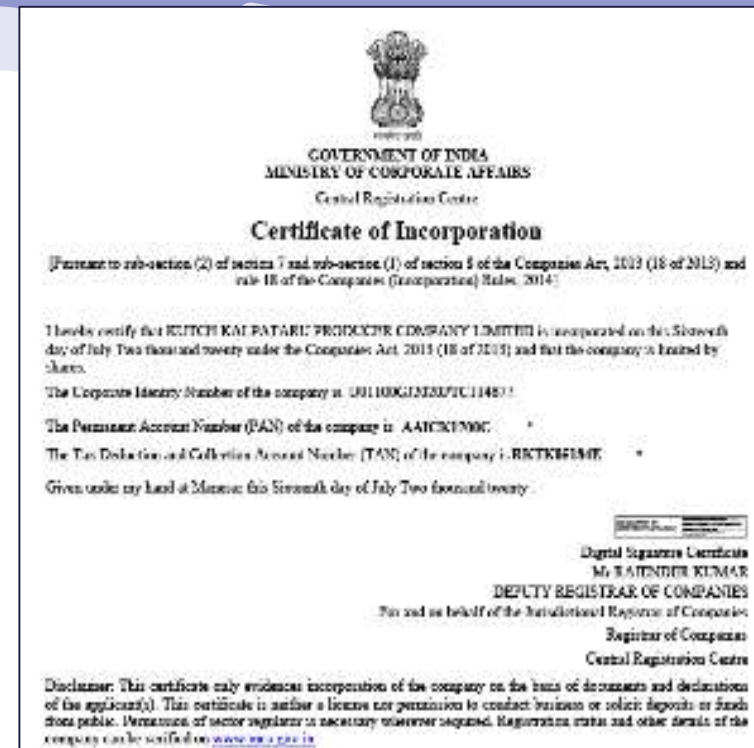 GOVERNMENT OF INDIA
MINISTRY OF CORPORATE AFFAIRS
Central Registration Centre
Certificate of Incorporation
[Pursuant to sub-section (2) of section 7 and sub-section (1) of section 8 of the Companies Act, 2013 (18 of 2013) and
rule 18 of the Companies (Incorporation) Rules, 2014]
I hereby certify that KUTCH KALPATARU PRODUCER COMPANY LIMITED is incorporated on this Sixteenth
day of July Two thousand twenty under the Companies Act, 2013 (18 of 2013) and that the company is limited by
shares.
The Corporate Identity Number of the company is
The Permanent Account Number (PAN) of the company is *
The Tax Deduction and Collection Account Number (TAN) of the company is *
Given under my hand at Manesar this Sixteenth day of July Two thousand twenty .
Digital Signature Certificate
Mr RAJENDER KUMAR
DEPUTY REGISTRAR OF COMPANIES
For and on behalf of the Jurisdictional Registrar of Companies
Registrar of Companies
Central Registration Centre
Disclaimer: This certificate only evidences incorporation of the company on the basis of documents and declarations
of the applicant(s). This certificate is neither a license nor permission to conduct business or solicit deposits or funds
from public. Permission of sector regulator is necessary wherever required. Registration status and other details of the
company can be verified on www.mca.gov.in